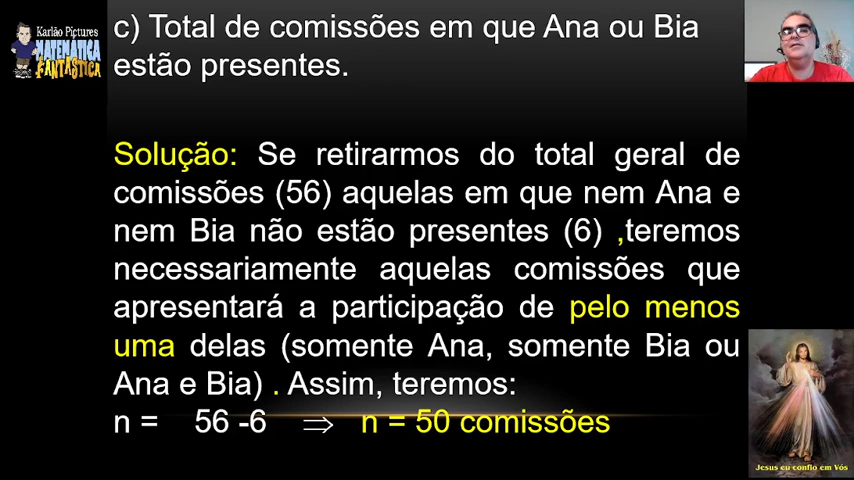 Karlão Pictures
MATEMÁTICA
FANTÁSTICA
c) Total de comissões em que Ana ou Bia
estão presentes.
Solução: Se retirarmos do total geral de
comissões (56) aquelas em que nem Ana e
nem Bia não estão presentes (6) ,teremos
necessariamente aquelas comissões que
apresentará a participação de pelo menos
uma delas (somente Ana, somente Bia ou
Ana e Bia) . Assim, teremos:
n = 56 -6 ⇒ n = 50 comissões
Jesus eu confio em Vós